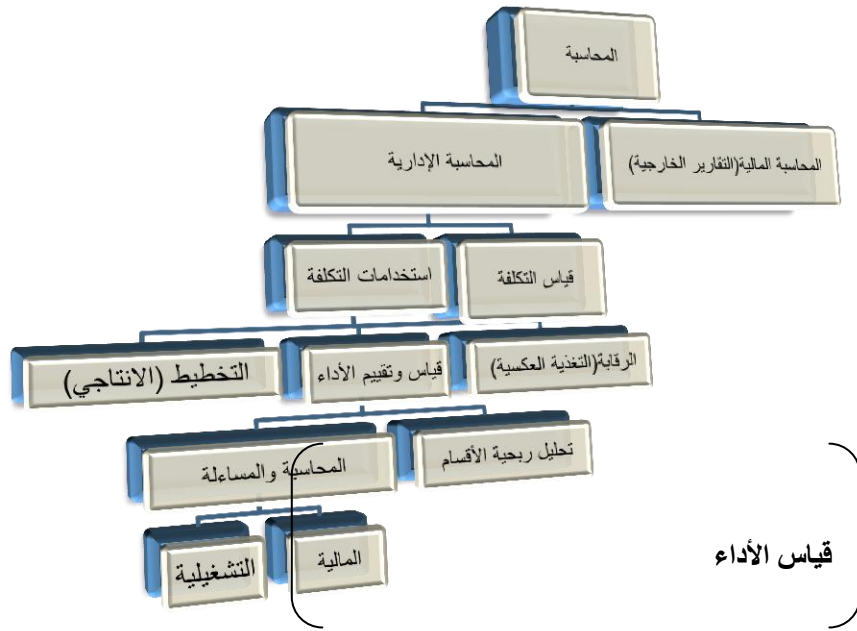 المحاسبة
المحاسبة المالية(التقارير الخارجية)
المحاسبة الإدارية
قياس التكلفة
استخدامات التكلفة
الرقابة(التغذية العكسية)
قياس وتقييم الأداء
التخطيط (الانتاجي)
تحليل ربحية الأقسام
المحاسبة والمساءلة
المالية
التشغيلية
قياس الأداء